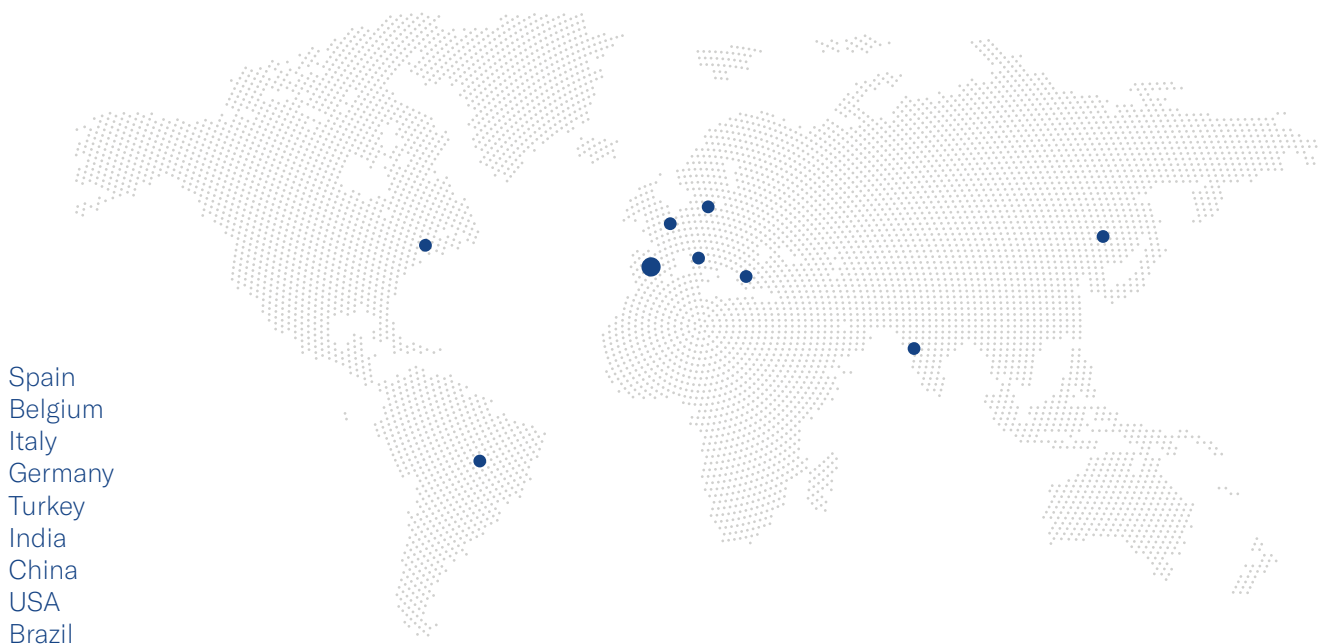 Spain
Belgium
Italy
Germany
Turkey
India
China
USA
Brazil